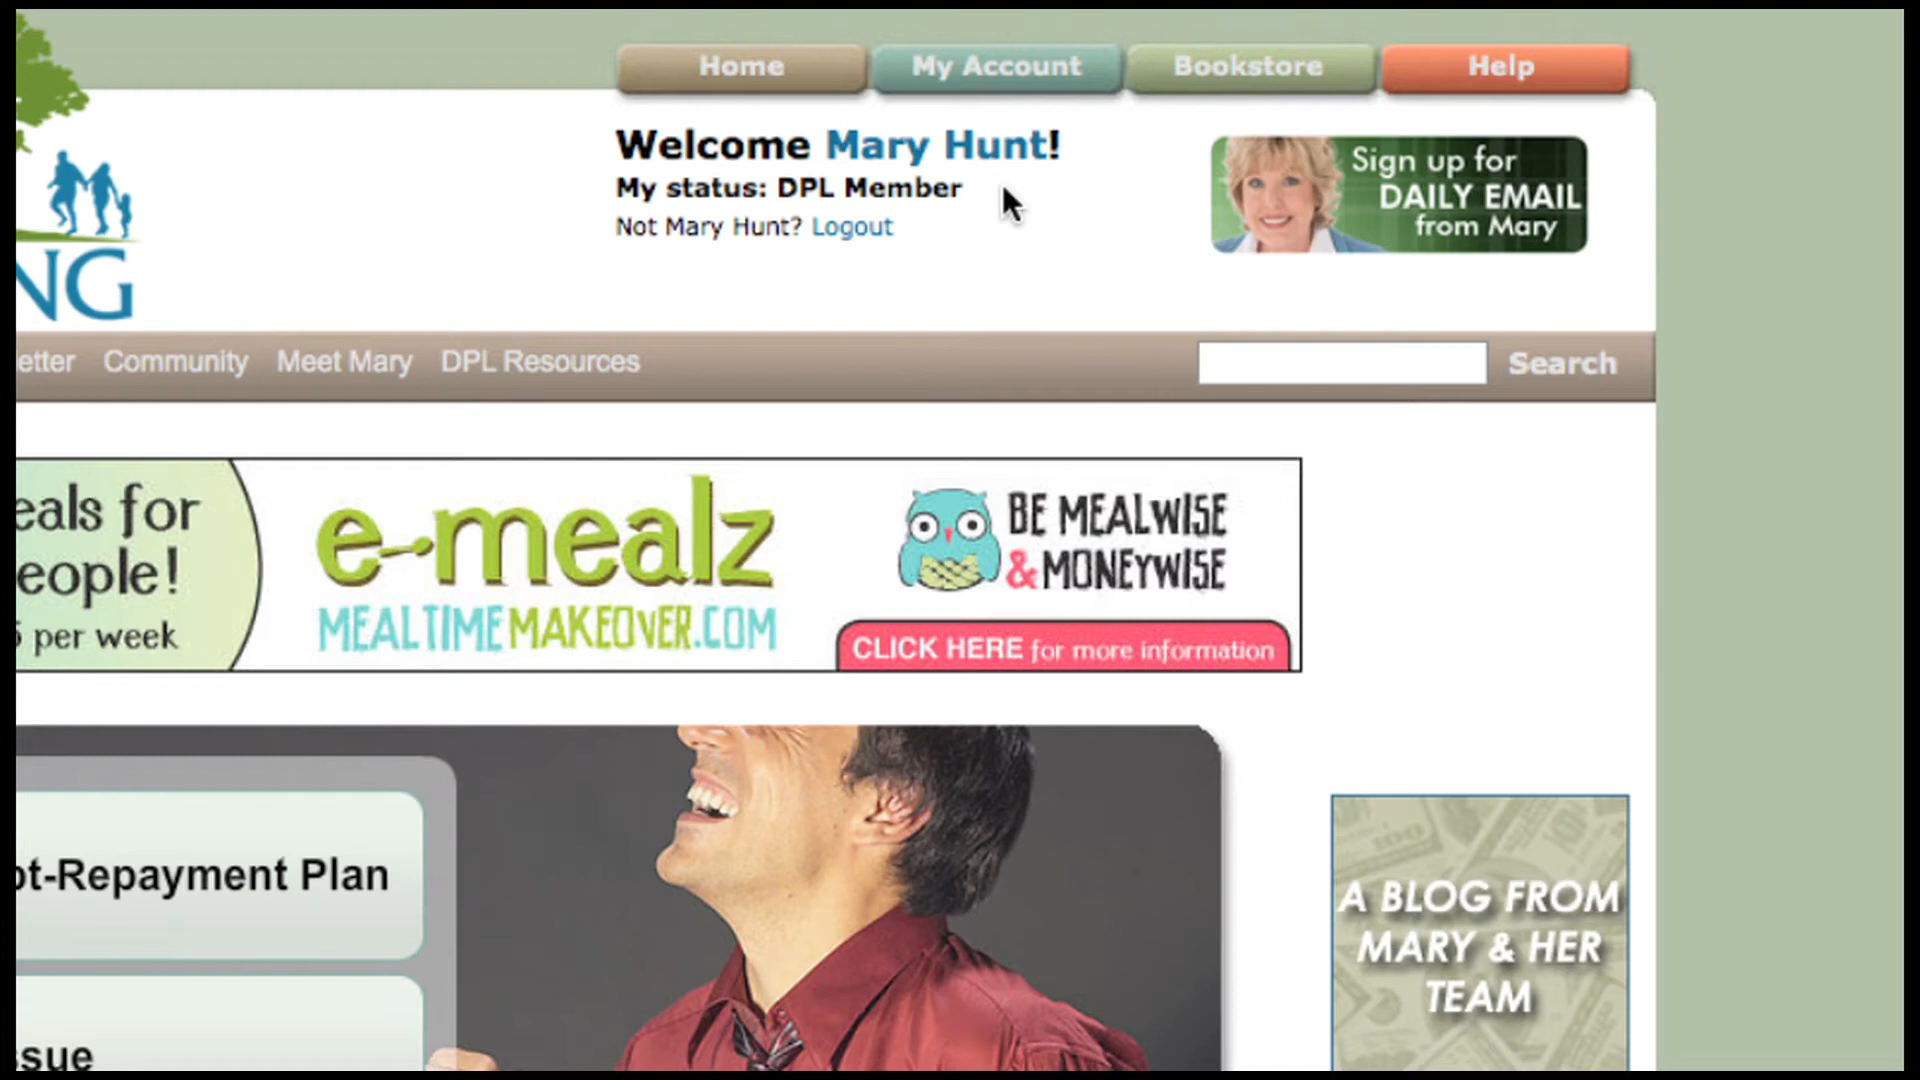 Home My Account Bookstore Help
Welcome Mary Hunt!
My status: DPL Member
Not Mary Hunt? Logout
Sign up for
DAILY EMAIL
from Mary
NG
etter Community Meet Mary DPL Resources Search
eals for
eople!
per week
e-mealz
MEALTIMEMAKEOVER.COM
BE MEALWISE
& MONEYWISE
CLICK HERE for more information
ot-Repayment Plan
ssue
A BLOG FROM
MARY & HER
TEAM